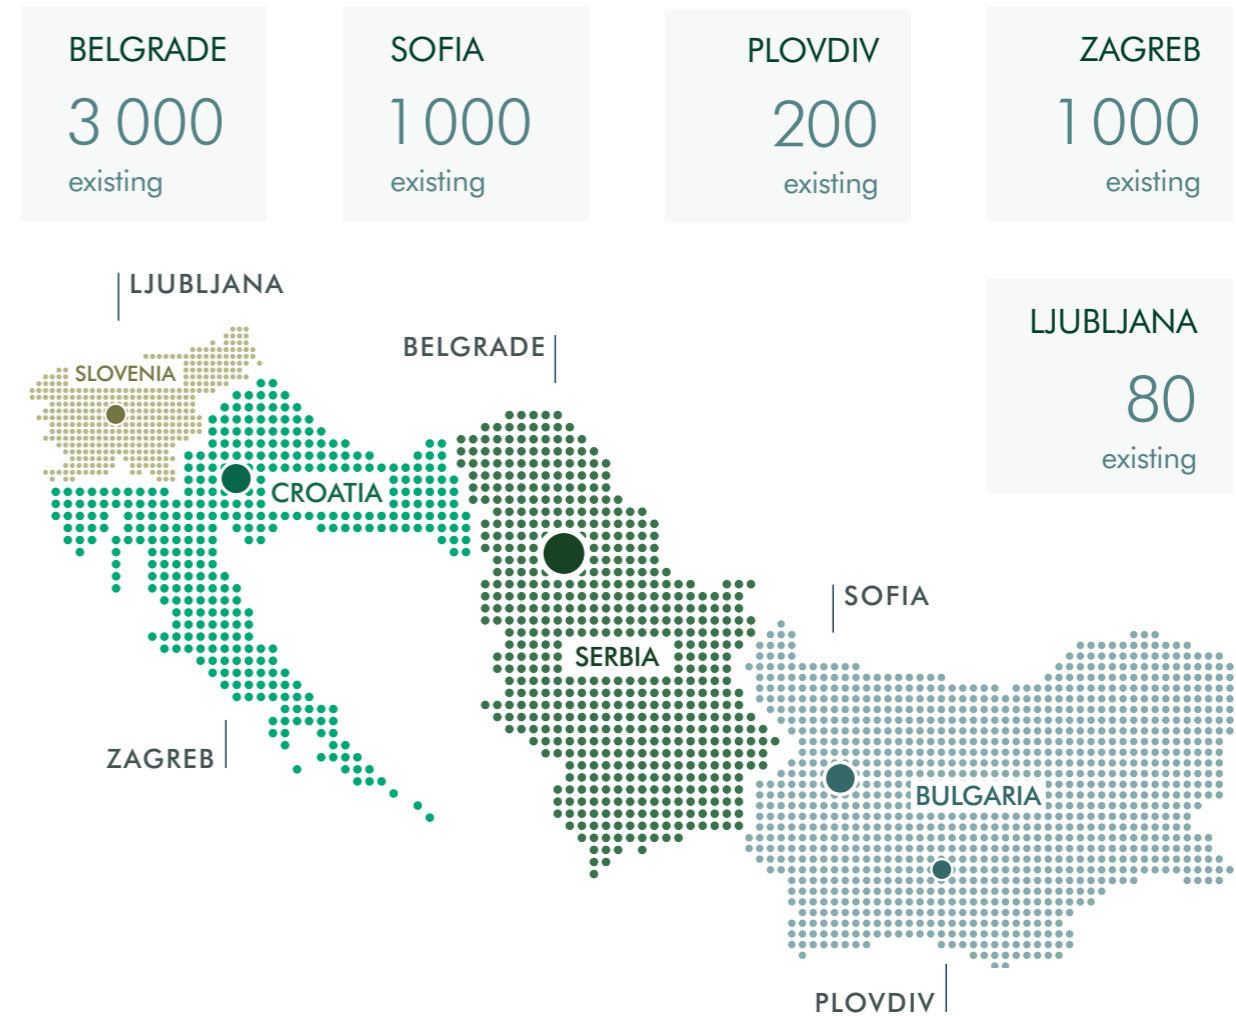 BELGRADE
3 000
existing
SOFIA
1 000
existing
PLOVDIV
200
existing
ZAGREB
1 000
existing
LJUBLJANA
80
existing
LJUBLJANA
BELGRADE
SLOVENIA
CROATIA
SOFIA
SERBIA
ZAGREB
BULGARIA
PLOVDIV